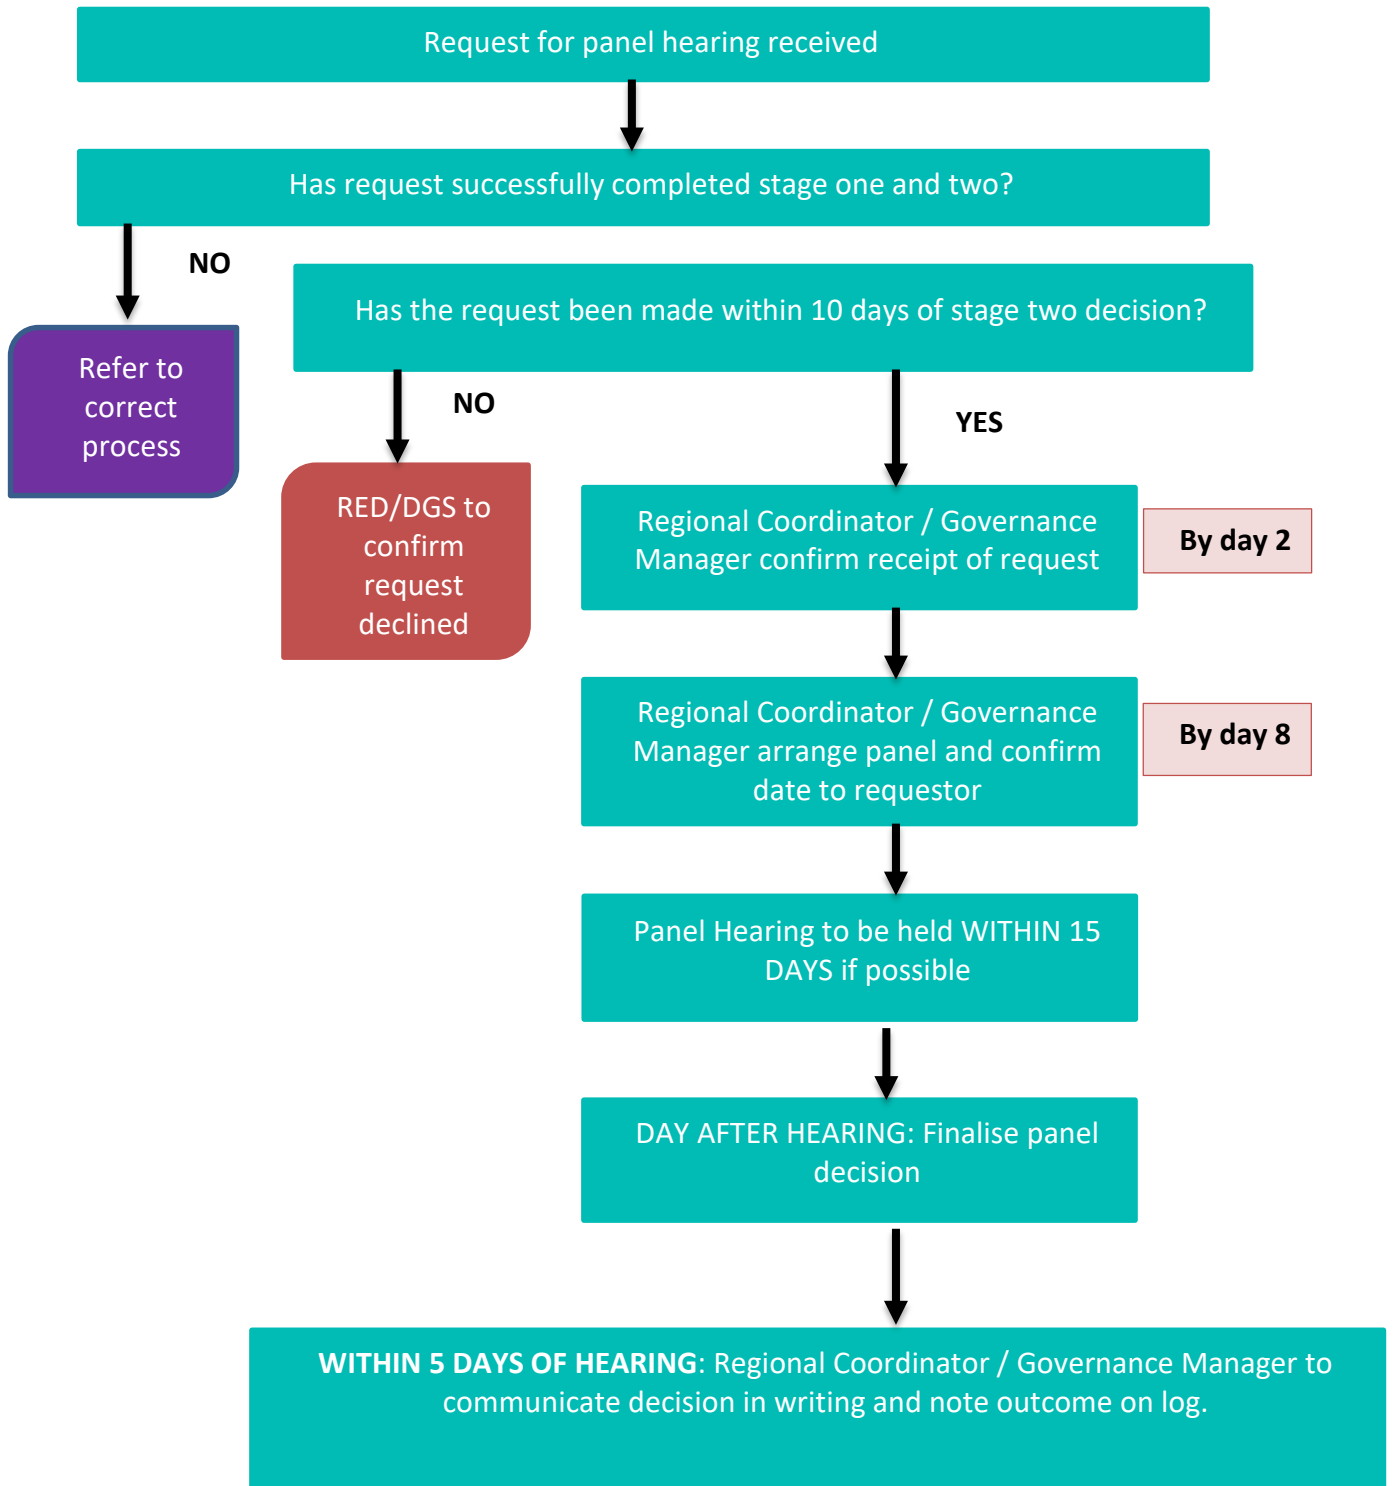 Request for panel hearing received
Has request successfully completed stage one and two?
NO
Has the request been made within 10 days of stage two decision?
Refer to
correct
process
NO
YES
RED/DGS to
confirm
request
declined
Regional Coordinator / Governance
Manager confirm receipt of request
By day 2
Regional Coordinator / Governance
Manager arrange panel and confirm
date to requestor
By day 8
Panel Hearing to be held WITHIN 15
DAYS if possible
DAY AFTER HEARING: Finalise panel
decision
WITHIN 5 DAYS OF HEARING: Regional Coordinator / Governance Manager to
communicate decision in writing and note outcome on log.